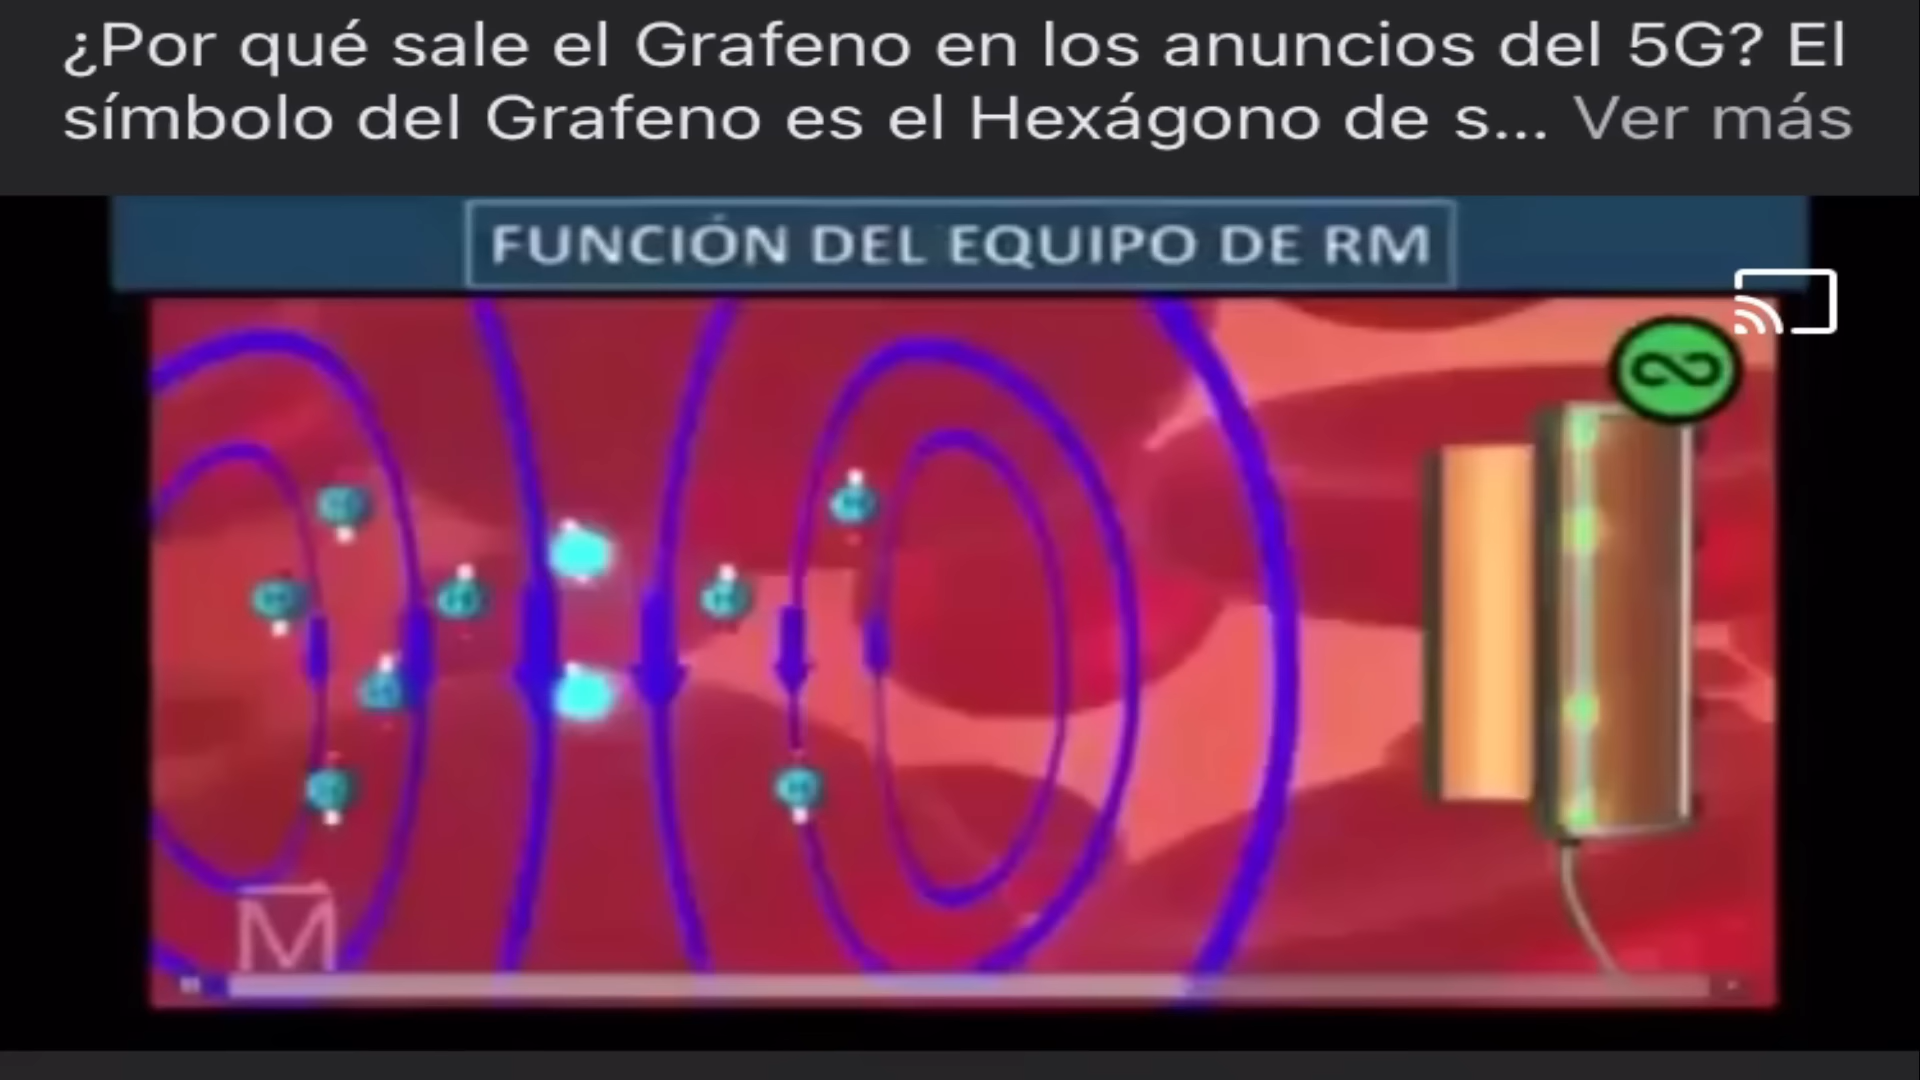 ¿Por qué sale el Grafeno en los anuncios del 5G? El
símbolo del Grafeno es el Hexágono de s... Ver más
FUNCIÓN DEL EQUIPO DE RM
M